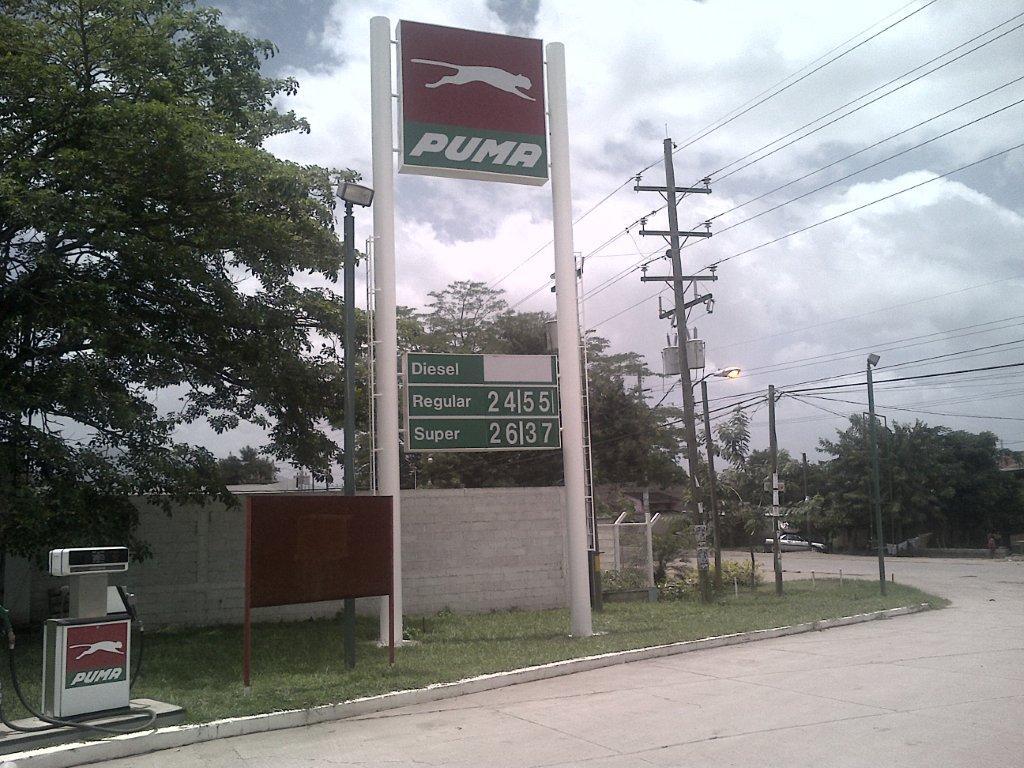 PUMA
Diesel
Regular 24|55
Super 26|37
PUMA